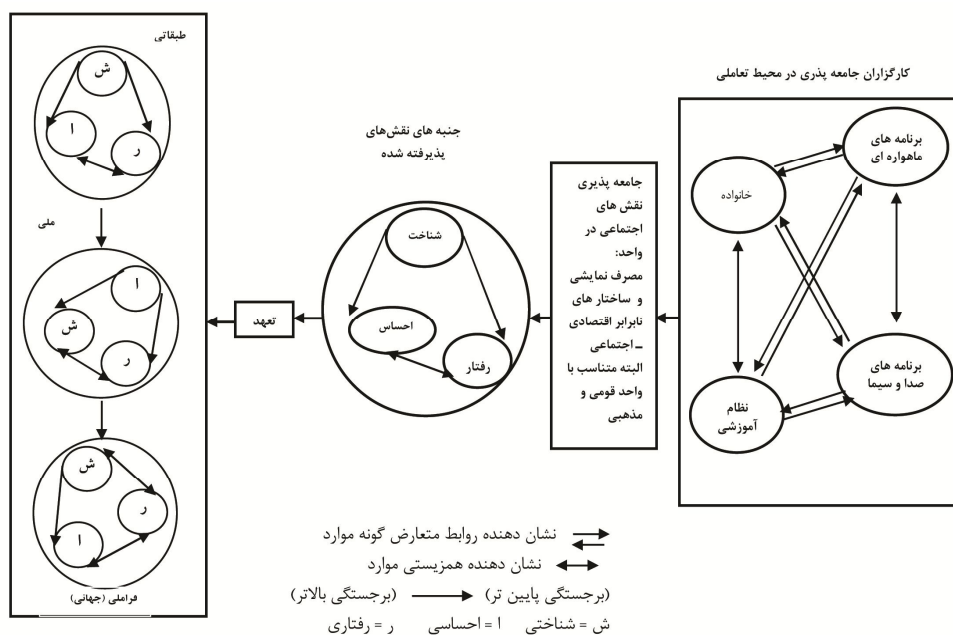 کارگزاران جامعه پذری در محیط تعاملی
برنامه های
ماهواره ای
خانواده
برنامه های
صدا و سیما
نظام
آموزشی
جامعه پذیری
نقش های
اجتماعی در
واحد:
مصرف نمایشی
و ساختار های
نابرابر اقتصادی
ـ اجتماعی
البته متناسب با
واحد قومی و
مذهبی
جنبه های نقش‌های
پذیرفته شده
شناخت
احساس
رفتار
تعهد
طبقاتی
ش
ا
ر
ملی
ا
ش
ر
ش
ر
ا
فراملی (جهانی)
نشان دهنده روابط متعارض گونه موارد
نشان دهنده همزیستی موارد
(برجستگی پایین تر) (برجستگی بالاتر)
ش = شناختی ا = احساسی ر = رفتاری